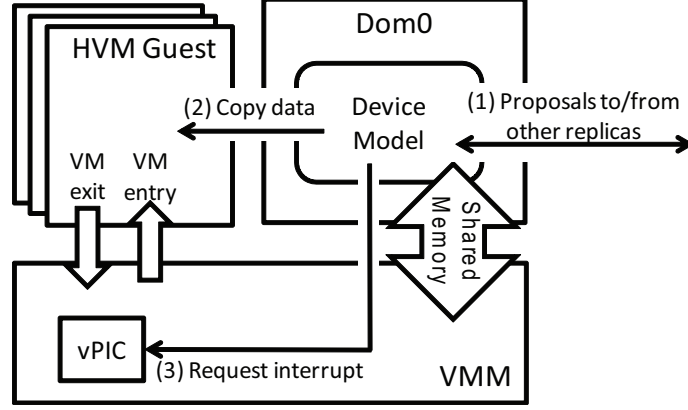 HVM Guest
Dom0
(2) Copy data
Device
Model
(1) Proposals to/from
other replicas
VM
exit
VM
entry
Shared
Memory
vPIC
(3) Request interrupt
VMM